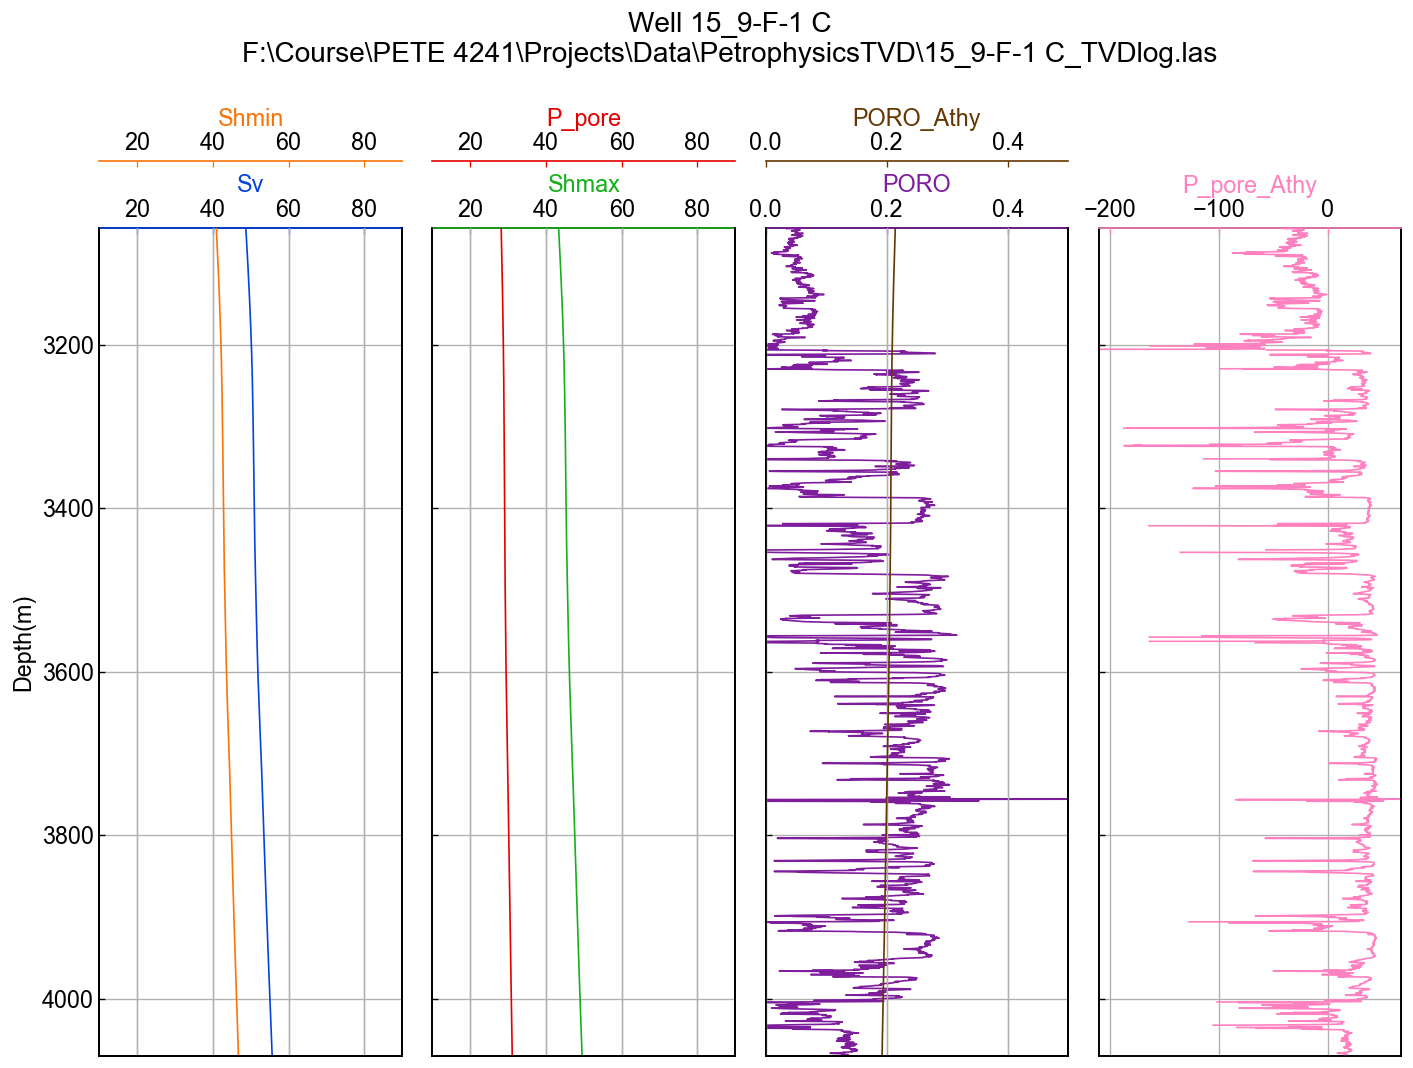 Well 15_9-F-1 C
F:\Course\PETE 4241\Projects\Data\PetrophysicsTVD\15_9-F-1 C_TVDlog.las
Shmin
20 40 60 80
Sv
20 40 60 80
P_pore
20 40 60 80
Shmax
20 40 60 80
PORO_Athy
0.0 0.2 0.4
PORO
0.0 0.2 0.4
P_pore_Athy
−200 −100 0
Depth(m)
3200
3400
3600
3800
4000